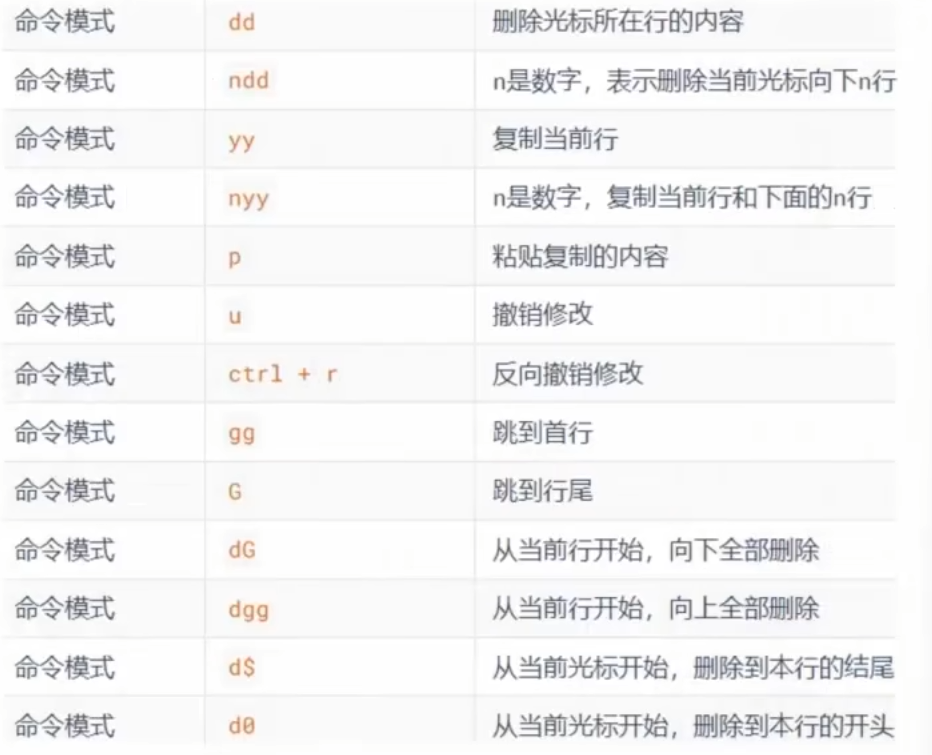 命令模式 dd 删除光标所在行的内容
命令模式 ndd n是数字，表示删除当前光标向下n行
命令模式 yy 复制当前行
命令模式 nyy n是数字，复制当前行和下面的n行
命令模式 p 粘贴复制的内容
命令模式 u 撤销修改
命令模式 ctrl + r 反向撤销修改
命令模式 gg 跳到首行
命令模式 G 跳到行尾
命令模式 dG 从当前行开始，向下全部删除
命令模式 dgg 从当前行开始，向上全部删除
命令模式 d$ 从当前光标开始，删除到本行的结尾
命令模式 d0 从当前光标开始，删除到本行的开头